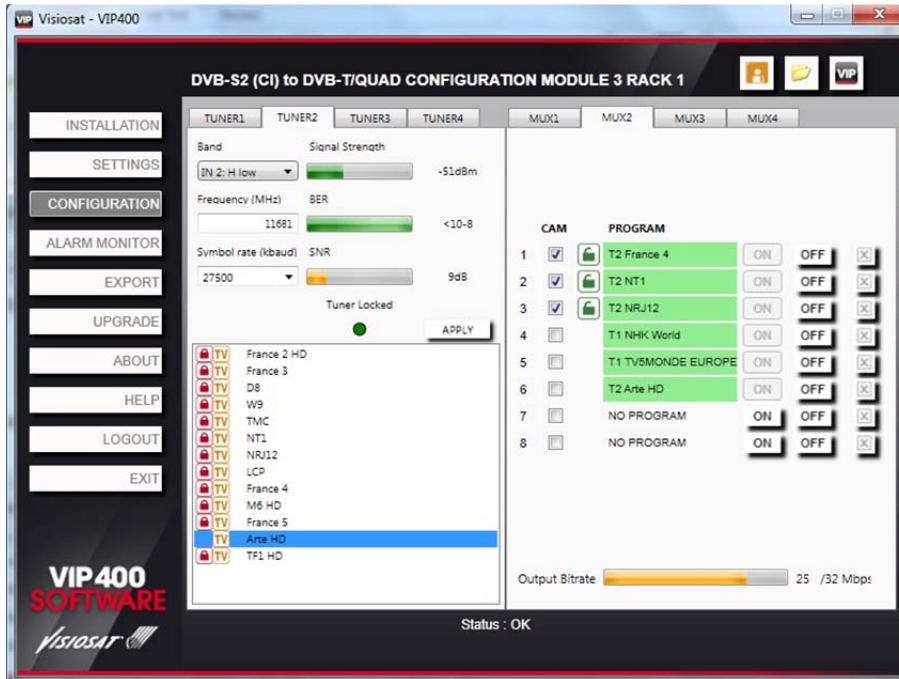 VIP Visiosat - VIP400
DVB-S2 (CI) to DVB-T/QUAD CONFIGURATION MODULE 3 RACK 1
VIP
INSTALLATION
SETTINGS
CONFIGURATION
ALARM MONITOR
EXPORT
UPGRADE
ABOUT
HELP
LOGOUT
EXIT
VIP400
SOFTWARE
VISIOSAT
TUNER1 TUNER2 TUNER3 TUNER4
Band Signal Strength
IN 2: H low -51dBm
Frequency (MHz) BER
11681 <10-8
Symbol rate (kbaud) SNR
27500 9dB
Tuner Locked
APPLY
TV France 2 HD
TV France 3
TV D8
TV W9
TV TMC
TV NT1
TV NRJ12
TV LCP
TV France 4
TV M6 HD
TV France 5
TV Arte HD
TV TF1 HD
MUX1 MUX2 MUX3 MUX4
CAM PROGRAM
1 T2 France 4 ON OFF
2 T2 NT1 ON OFF
3 T2 NRJ12 ON OFF
4 T1 NHK World ON OFF
5 T1 TV5MONDE EUROPE ON OFF
6 T2 Arte HD ON OFF
7 NO PROGRAM ON OFF
8 NO PROGRAM ON OFF
Output Bitrate 25 /32 Mbps
Status : OK